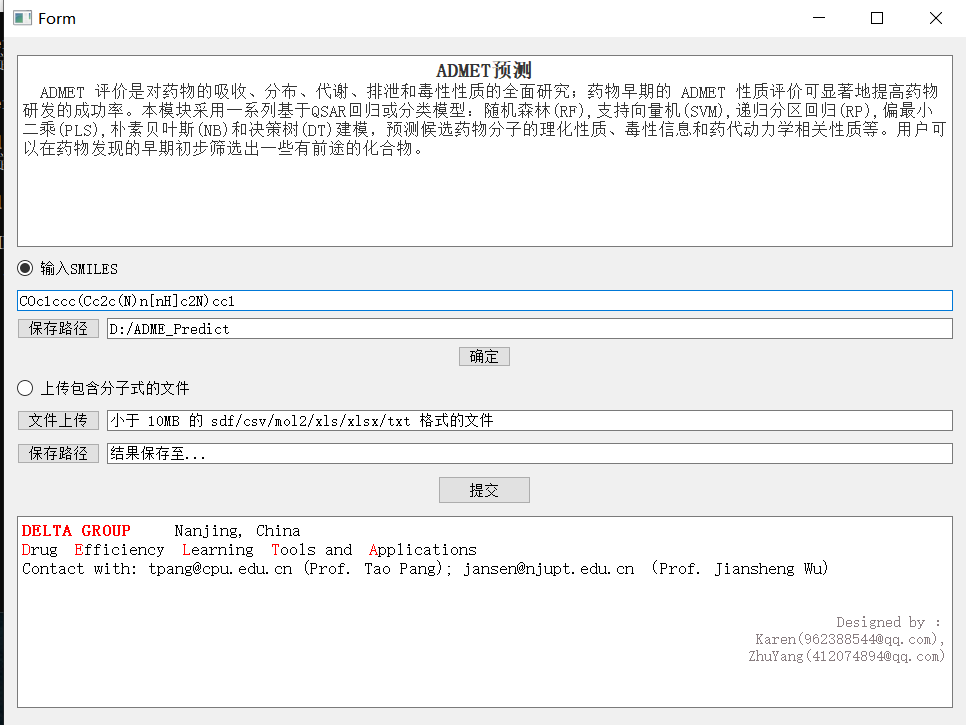 Form
ADMET预测
ADMET 评价是对药物的吸收、分布、代谢、排泄和毒性性质的全面研究；药物早期的 ADMET 性质评价可显著地提高药物
研发的成功率。本模块采用一系列基于QSAR回归或分类模型：随机森林(RF),支持向量机(SVM),递归分区回归(RP),偏最小
二乘(PLS),朴素贝叶斯(NB)和决策树(DT)建模，预测候选药物分子的理化性质、毒性信息和药代动力学相关性质等。用户可
以在药物发现的早期初步筛选出一些有前途的化合物。
输入SMILES
COc1ccc(Cc2c(N)n[nH]c2N)cc1
保存路径 D:/ADME_Predict
确定
上传包含分子式的文件
文件上传 小于 10MB 的 sdf/csv/mol2/xls/xlsx/txt 格式的文件
保存路径 结果保存至...
提交
DELTA GROUP Nanjing, China
Drug Efficiency Learning Tools and Applications
Contact with: tpang@cpu.edu.cn (Prof. Tao Pang); jansen@njupt.edu.cn （Prof. Jiansheng Wu)
Designed by :
Karen(962388544@qq.com),
ZhuYang(412074894@qq.com)